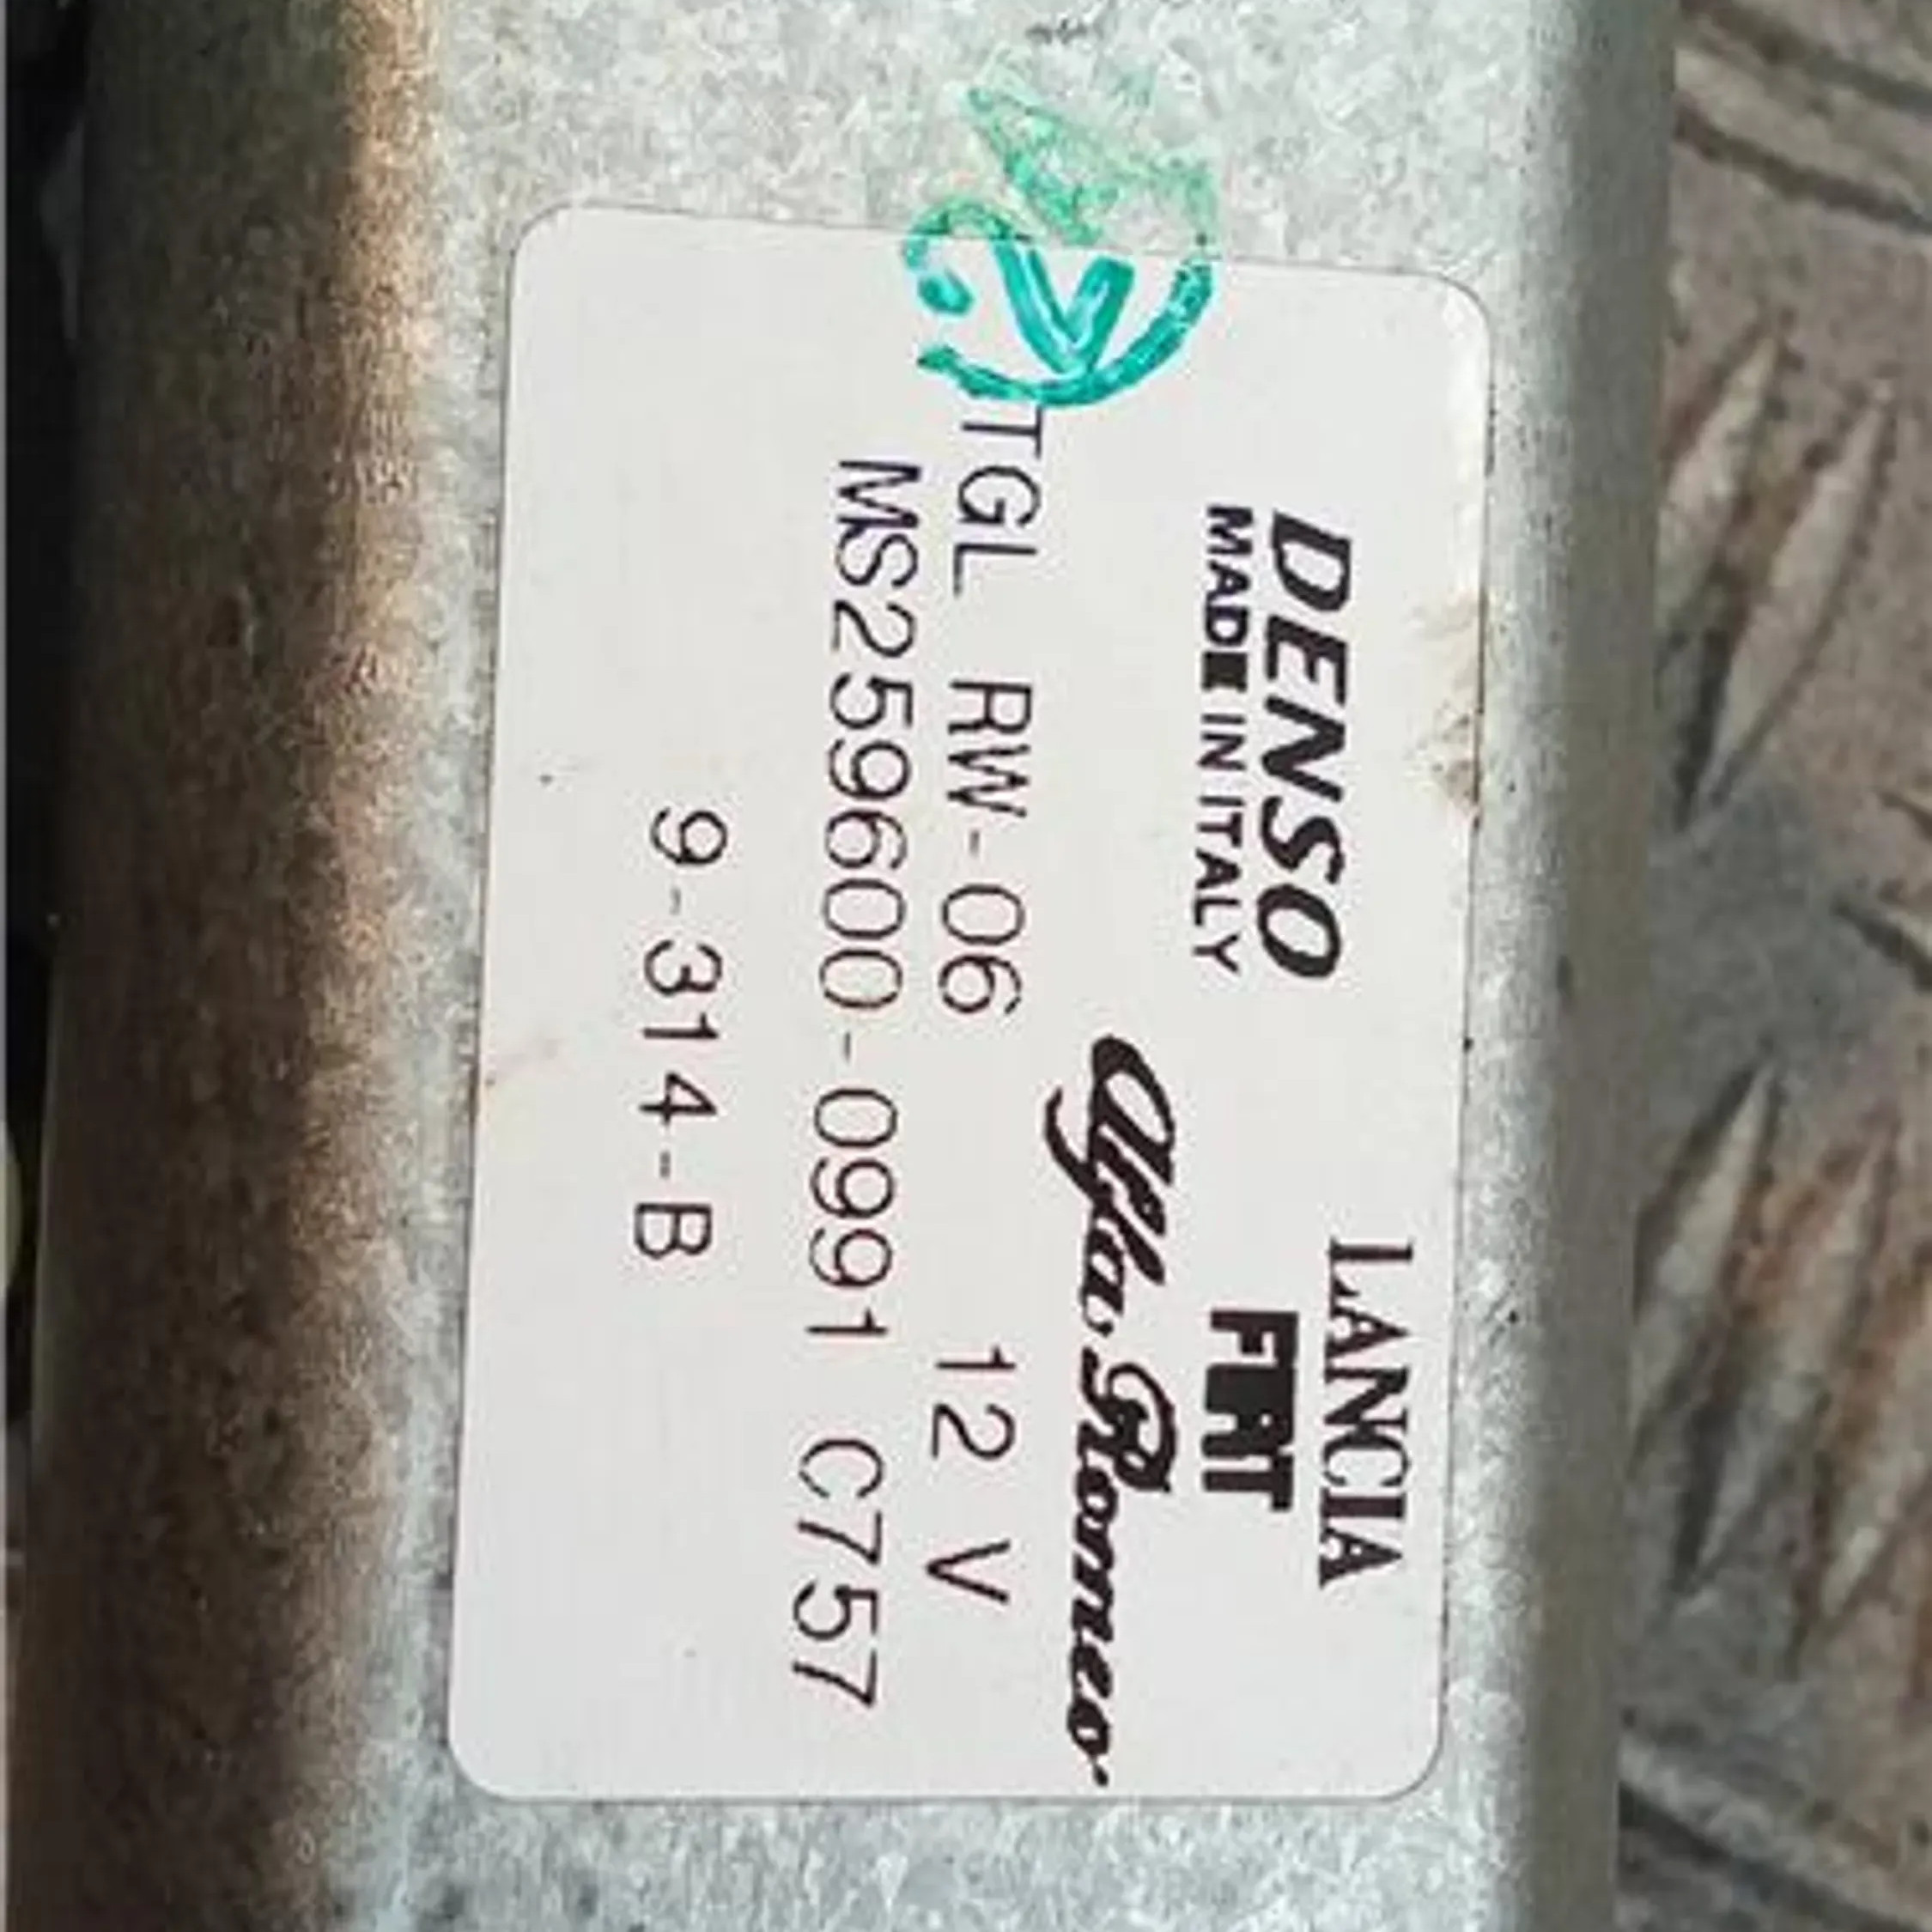 DENSO
MADE IN ITALY
LANCIA
FIAT
Alfa Romeo
TGL RW-06 12 V
MS259600-0991 C757
9-314-B